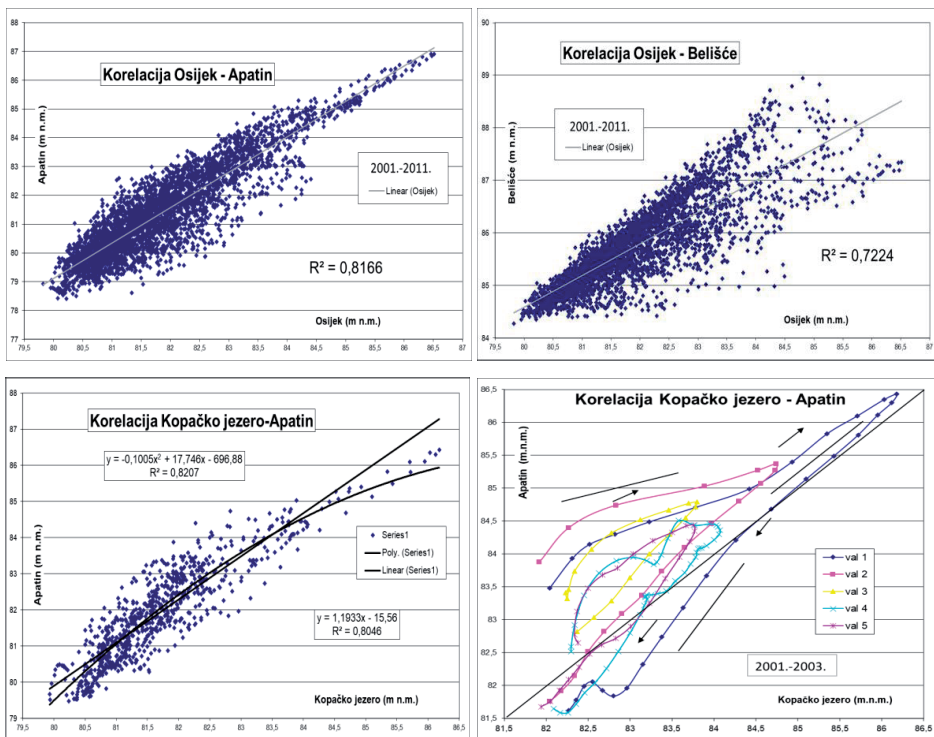 Korelacija Osijek - Apatin
Apatin (m n.m.)
88
87
86
85
84
83
82
81
80
79
78
77
2001.-2011.
Linear (Osijek)
R² = 0,8166
Osijek (m n.m.)
79,5 80 80,5 81 81,5 82 82,5 83 83,5 84 84,5 85 85,5 86 86,5 87
Korelacija Osijek - Belišće
Belišće (m n.m.)
90
89
88
87
86
85
84
2001.-2011.
Linear (Osijek)
R² = 0,7224
Osijek (m n.m.)
79,5 80 80,5 81 81,5 82 82,5 83 83,5 84 84,5 85 85,5 86 86,5 87
Korelacija Kopačko jezero-Apatin
Apatin (m n.m.)
88
87
86
85
84
83
82
81
80
79
y = -0,1005x² + 17,746x - 696,88
R² = 0,8207
Series1
Poly. (Series1)
Linear (Series1)
y = 1,1933x - 15,56
R² = 0,8046
Kopačko jezero (m n.m.)
79,5 80 80,5 81 81,5 82 82,5 83 83,5 84 84,5 85 85,5 86 86,5
Korelacija Kopačko jezero - Apatin
Apatin (m.n.m.)
86,5
86
85,5
85
84,5
84
83,5
83
82,5
82
81,5
val 1
val 2
val 3
val 4
val 5
2001.-2003.
Kopačko jezero (m.n.m.)
81,5 82 82,5 83 83,5 84 84,5 85 85,5 86 86,5